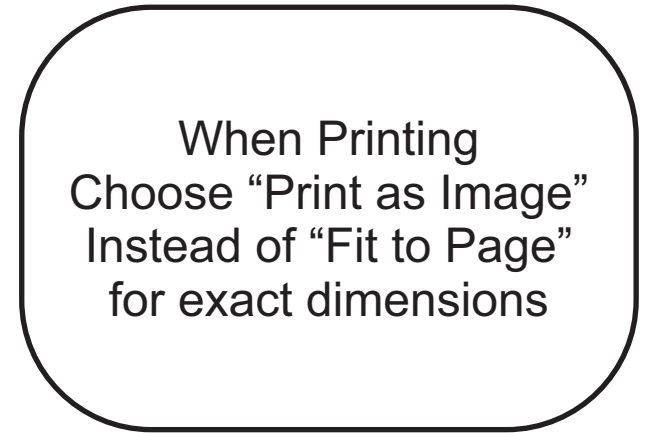 When Printing
Choose “Print as Image”
Instead of “Fit to Page”
for exact dimensions